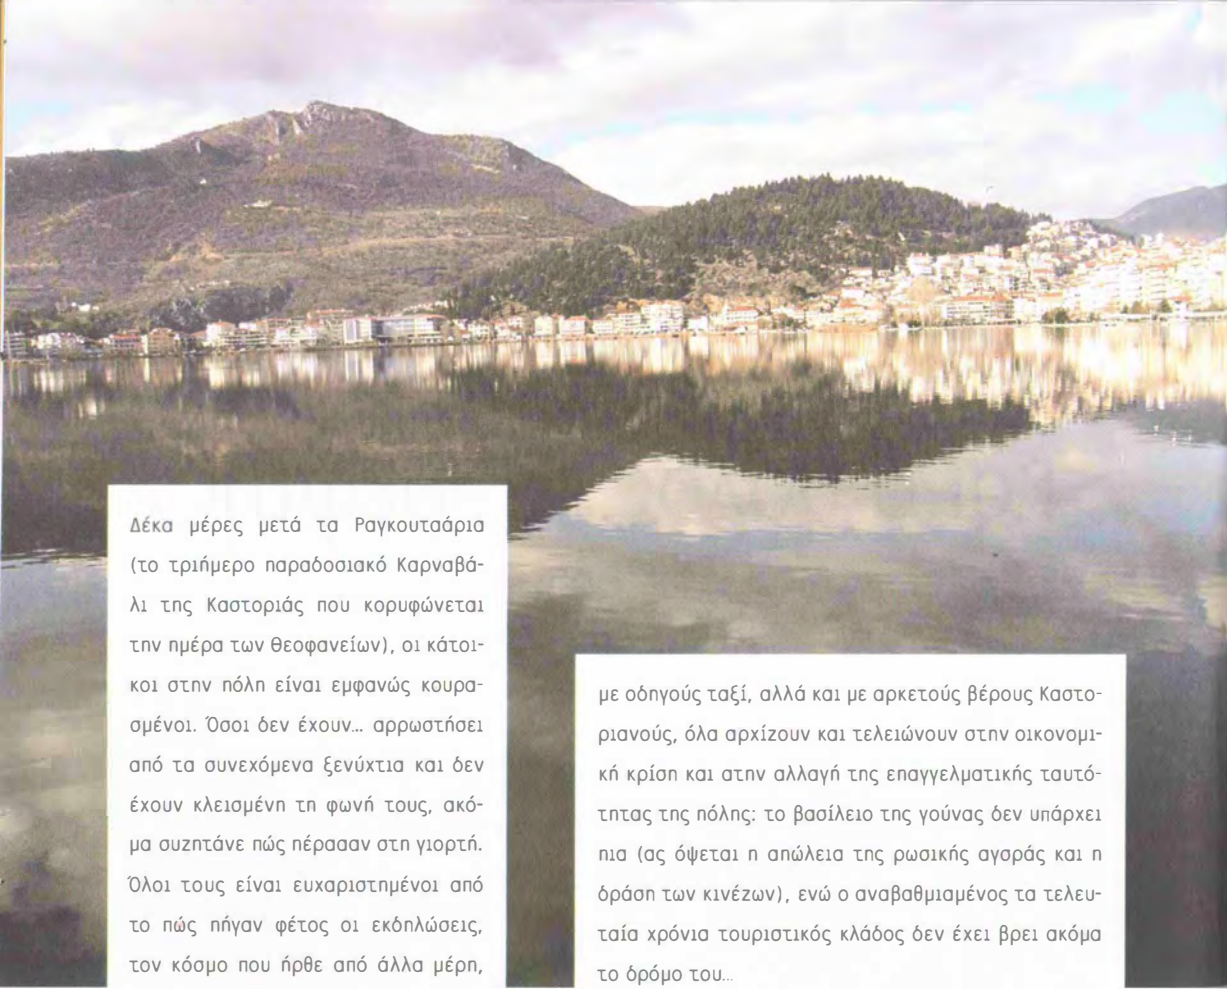 Δέκα μέρες μετά τα Ραγκουτσάρια
(το τριήμερο παραδοσιακό Καρναβά-
λι της Καστοριάς που κορυφώνεται
την ημέρα των Θεοφανείων), οι κάτοι-
κοι στην πόλη είναι εμφανώς κουρα-
σμένοι. Όσοι δεν έχουν... αρρωστήσει
από τα συνεχόμενα ξενύχτια και δεν
έχουν κλεισμένη τη φωνή τους, ακό-
μα συζητάνε πώς πέρασαν στη γιορτή.
Όλοι τους είναι ευχαριστημένοι από
το πώς πήγαν φέτος οι εκδηλώσεις,
τον κόσμο που ήρθε από άλλα μέρη,
με οδηγούς ταξί, αλλά και με αρκετούς βέρους Καστο-
ριανούς, όλα αρχίζουν και τελειώνουν στην οικονομι-
κή κρίση και στην αλλαγή της επαγγελματικής ταυτό-
τητας της πόλης: το βασίλειο της γούνας δεν υπάρχει
πια (ας όψεται η απώλεια της ρωσικής αγοράς και η
δράση των κινέζων), ενώ ο αναβαθμισμένος τα τελευ-
ταία χρόνια τουριστικός κλάδος δεν έχει βρει ακόμα
το δρόμο του...